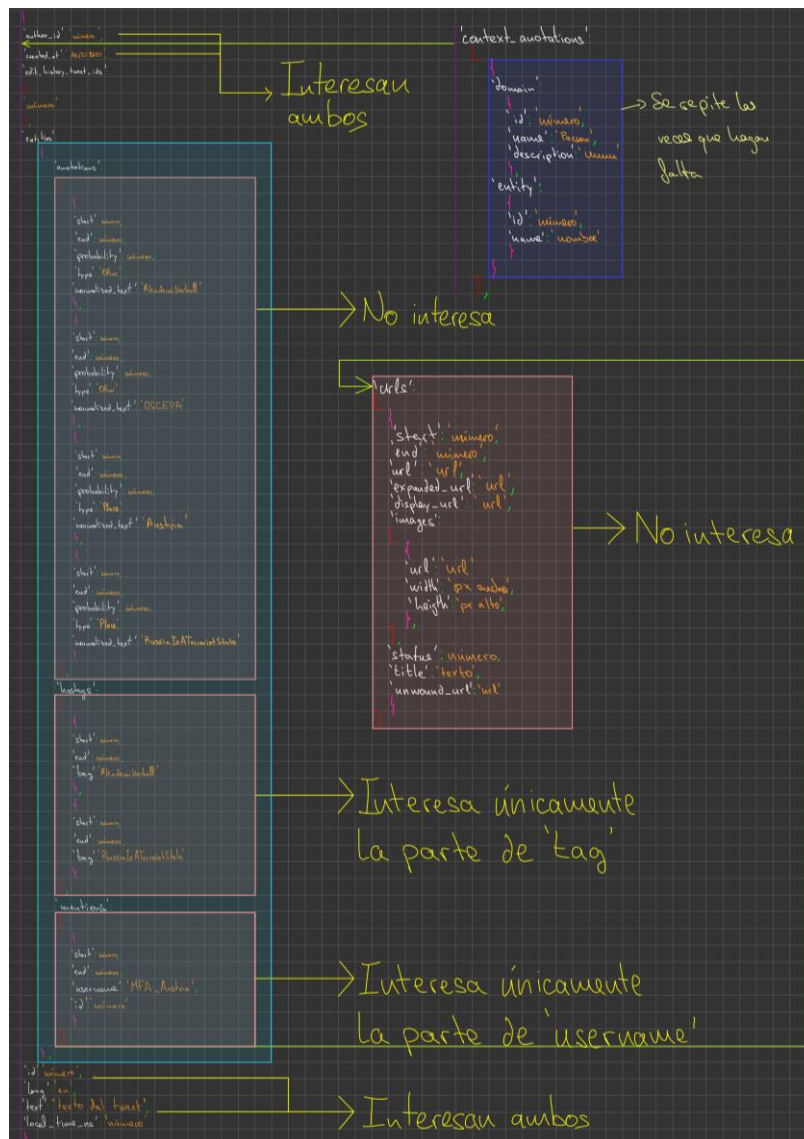 {
'author_id': 'número',
'created_at': 'AAAAMMDD'
'edit_history_tweet_ids'
'número'
'entities'
Interesan
ambos
'annotations'
{
'start': número,
'end': número,
'probability': número,
'type': 'Other'
'normalized_text': 'Akademikerball'
},
{
'start': número,
'end': número,
'probability': número,
'type': 'Other'
'normalized_text': 'OSCEPA'
},
{
'start': número,
'end': número,
'probability': número,
'type': 'Place'
'normalized_text': 'Austria'
},
{
'start': número,
'end': número,
'probability': número,
'type': 'Place'
'normalized_text': 'RussiaIsATerroristState'
No interesa
'hastags':
{
'start': número,
'end': número,
'tag': 'Akademikerball'
},
{
'start': número,
'end': número,
'tag': 'RussiaIsATerroristState'
}
Interesa únicamente
la parte de 'tag'
'mentions'
{
'start': número,
'end': número,
'username': 'MFA_Austria',
'id': 'número'
}
Interesa únicamente
la parte de 'username'
'id': 'número'
'lang': 'en'
'text': 'texto del tweet',
'local_time_ns': 'número'
Interesan ambos
'context_anotations':
[
{
'domain':
{
'id': 'número',
'name': 'Person',
'description':
}
'entity':
{
'id': 'número',
'name': 'nombre'
}
}
],
Se repite las
veces que hagan
falta
'urls':
[
{
'start': 'número',
'end': 'número',
'url': 'url',
'expanded_url': 'url',
'display_url': 'url',
'images':
[
{
'url': 'url'
'width': 'px ancho',
'heigth': 'px alto',
},
],
'status': número,
'title': 'texto',
'unwound_url': 'url'
}
]
No interesa